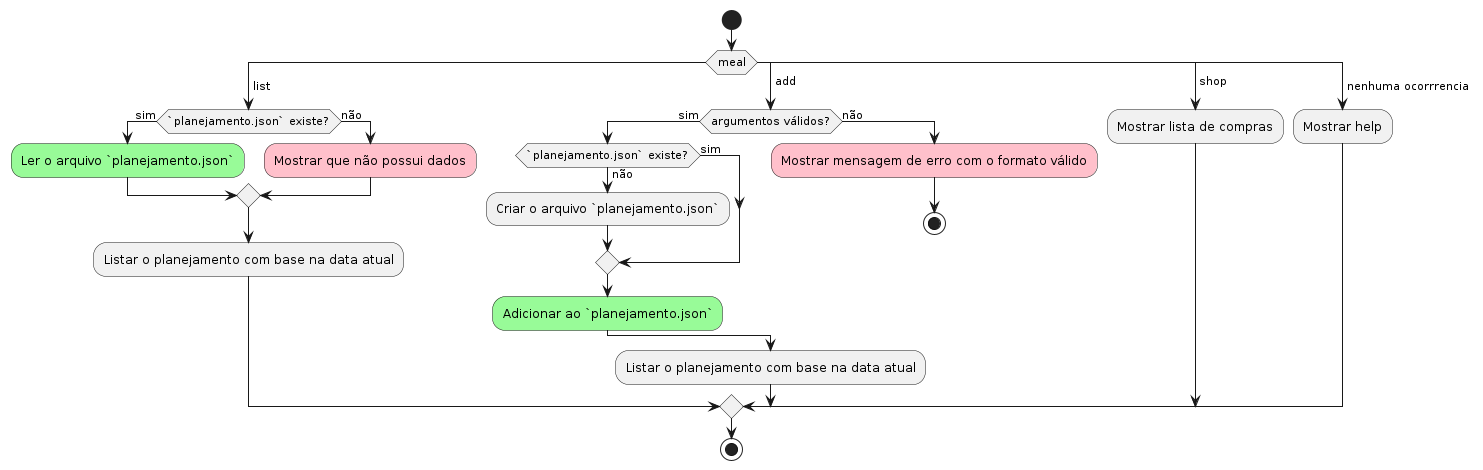 meal
list
`planejamento.json` existe?
sim
não
Ler o arquivo `planejamento.json`
Mostrar que não possui dados
Listar o planejamento com base na data atual
add
argumentos válidos?
sim
não
`planejamento.json` existe?
sim
não
Criar o arquivo `planejamento.json`
Adicionar ao `planejamento.json`
Mostrar mensagem de erro com o formato válido
Listar o planejamento com base na data atual
shop
Mostrar lista de compras
nenhuma ocorrrencia
Mostrar help